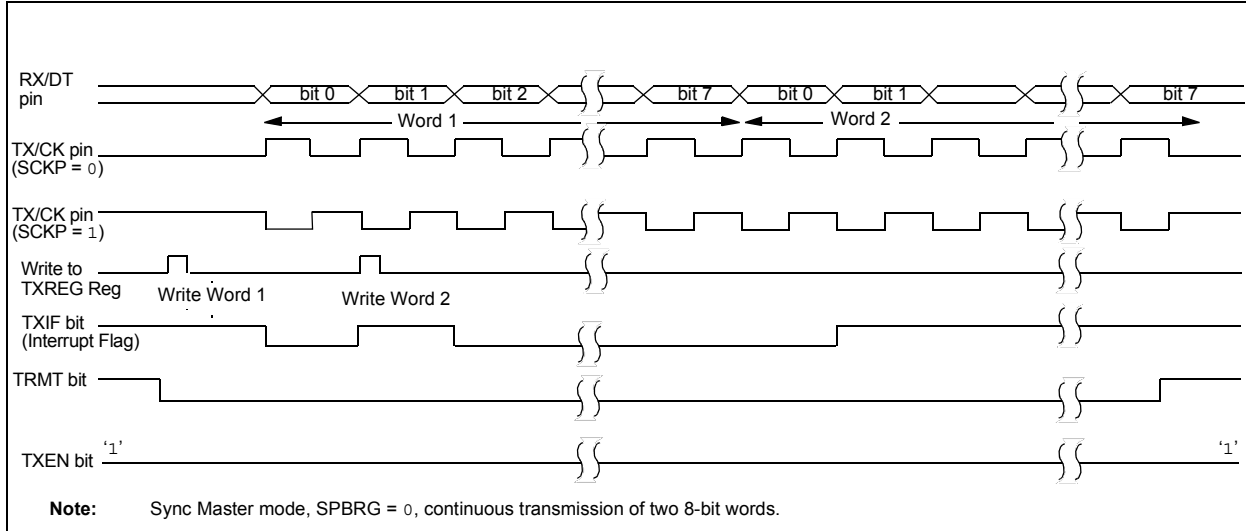 RX/DT
pin
bit 0 bit 1 bit 2 bit 7 bit 0 bit 1 bit 7
Word 1 Word 2
TX/CK pin
(SCKP = 0)
TX/CK pin
(SCKP = 1)
Write to
TXREG Reg
Write Word 1 Write Word 2
TXIF bit
(Interrupt Flag)
TRMT bit
TXEN bit ‘1’ ‘1’
Note: Sync Master mode, SPBRG = 0, continuous transmission of two 8-bit words.